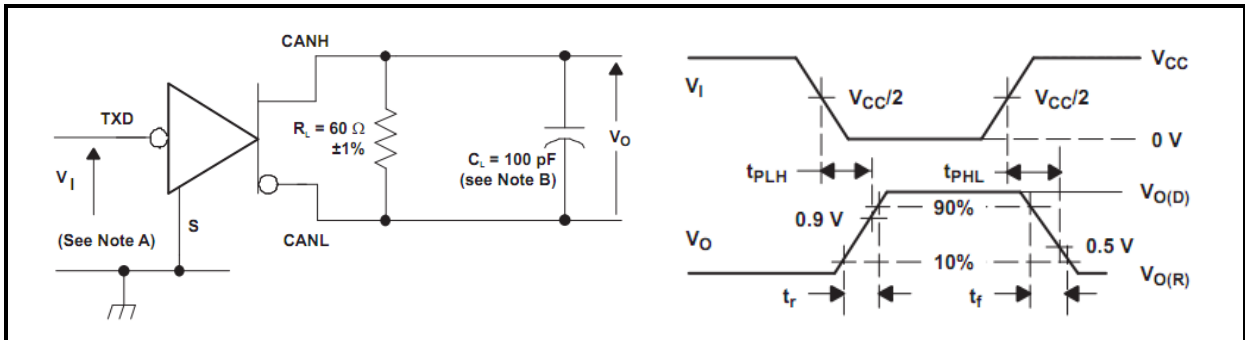 CANH
TXD
R_L = 60 Ω
±1%
C_L = 100 pF
(see Note B)
V_O
V_I
(See Note A)
S
CANL
V_I
V_CC
V_CC/2
V_CC/2
0 V
t_PLH
t_PHL
V_O(D)
0.9 V
90%
V_O
0.5 V
10%
V_O(R)
t_r
t_f